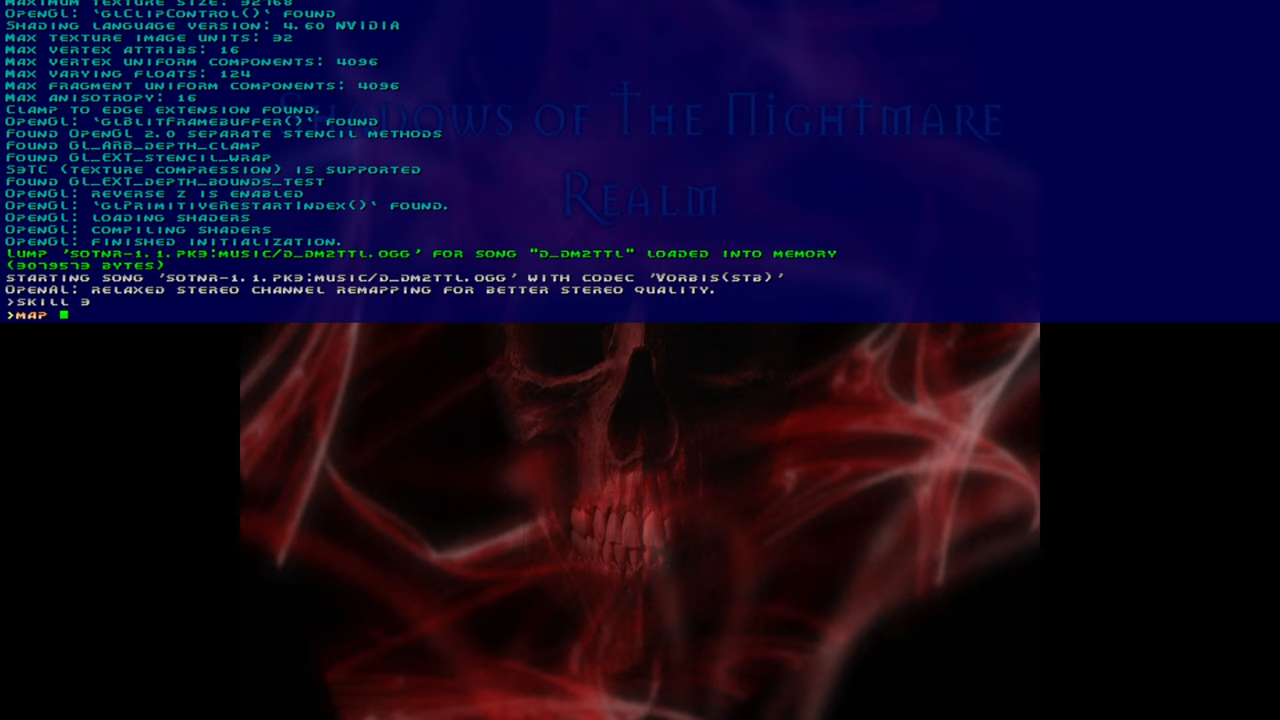 MAXIMUM TEXTURE SIZE: 32768
OPENGL: `GLCLIPCONTROL()` FOUND
SHADING LANGUAGE VERSION: 4.60 NVIDIA
MAX TEXTURE IMAGE UNITS: 32
MAX VERTEX ATTRIBS: 16
MAX VERTEX UNIFORM COMPONENTS: 4096
MAX VARYING FLOATS: 124
MAX FRAGMENT UNIFORM COMPONENTS: 4096
MAX ANISOTROPY: 16
CLAMP TO EDGE EXTENSION FOUND.
OPENGL: `GLBLITFRAMEBUFFER()` FOUND
FOUND OPENGL 2.0 SEPARATE STENCIL METHODS
FOUND GL_ARB_DEPTH_CLAMP
FOUND GL_EXT_STENCIL_WRAP
S3TC (TEXTURE COMPRESSION) IS SUPPORTED
FOUND GL_EXT_DEPTH_BOUNDS_TEST
OPENGL: REVERSE Z IS ENABLED
OPENGL: `GLPRIMITIVERESTARTINDEX()` FOUND.
OPENGL: LOADING SHADERS
OPENGL: COMPILING SHADERS
OPENGL: FINISHED INITIALIZATION.
LUMP 'SOTNR-1.1.PK3:MUSIC/D_DM2TTL.OGG' FOR SONG "D_DM2TTL" LOADED INTO MEMORY
(3079573 BYTES)
STARTING SONG 'SOTNR-1.1.PK3:MUSIC/D_DM2TTL.OGG' WITH CODEC 'VORBIS(STB)'
OPENAL: RELAXED STEREO CHANNEL REMAPPING FOR BETTER STEREO QUALITY.
>SKILL 3
>MAP
Shadows of The Nightmare
Realm